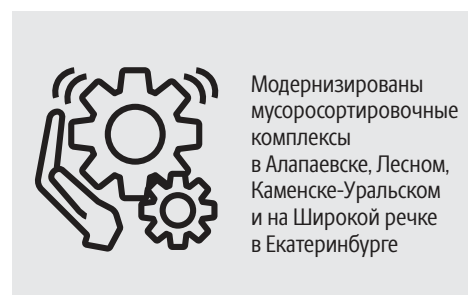 Модернизированы
мусоросортировочные
комплексы
в Алапаевске, Лесном,
Каменске-Уральском
и на Широкой речке
в Екатеринбурге